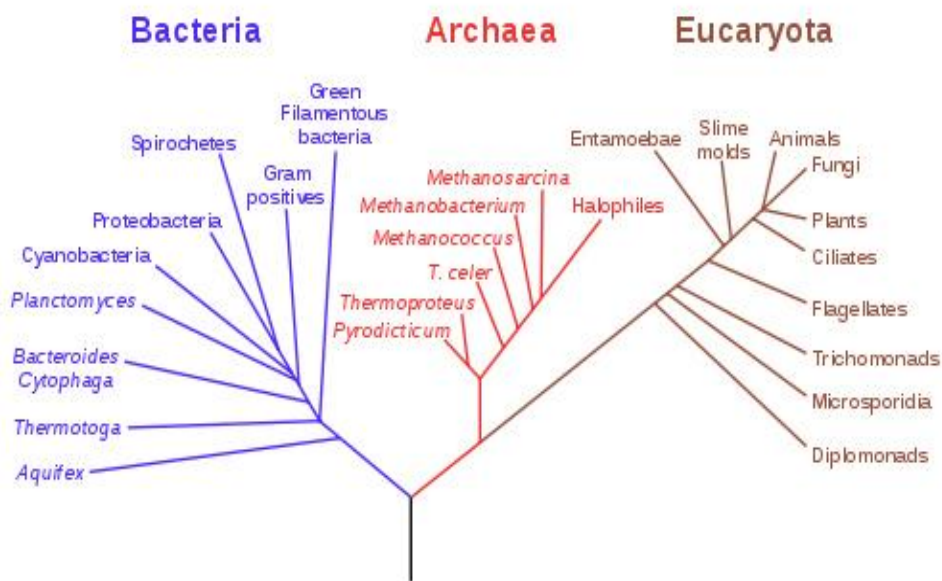 Bacteria
Archaea
Eucaryota
Green
Filamentous
bacteria
Spirochetes
Gram
positives
Proteobacteria
Cyanobacteria
Planctomyces
Bacteroides
Cytophaga
Thermotoga
Aquifex
Methanosarcina
Methanobacterium
Halophiles
Methanococcus
T. celer
Thermoproteus
Pyrodicticum
Entamoebae
Slime
molds
Animals
Fungi
Plants
Ciliates
Flagellates
Trichomonads
Microsporidia
Diplomonads